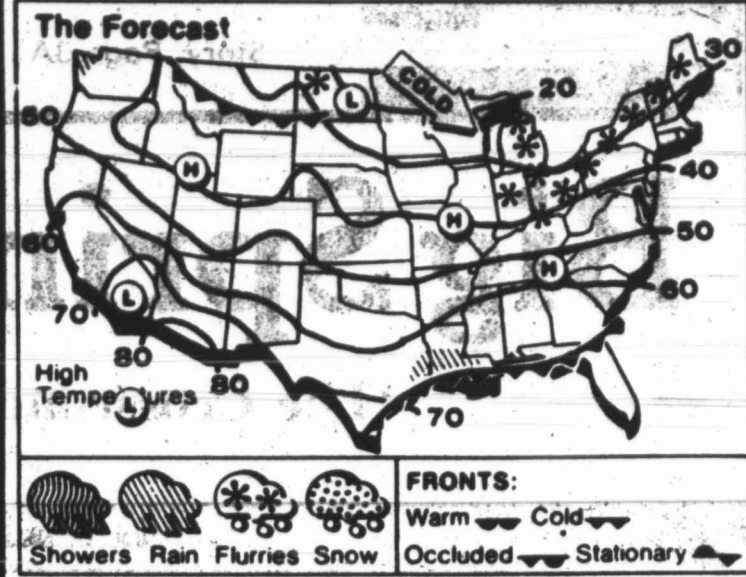 The Forecast
30
COLD
20
L
50
H
40
H
50
60
H
60
L
70
80
80
High
Temperatures
L
70
FRONTS:
Warm Cold
Showers Rain Flurries Snow
Occluded Stationary